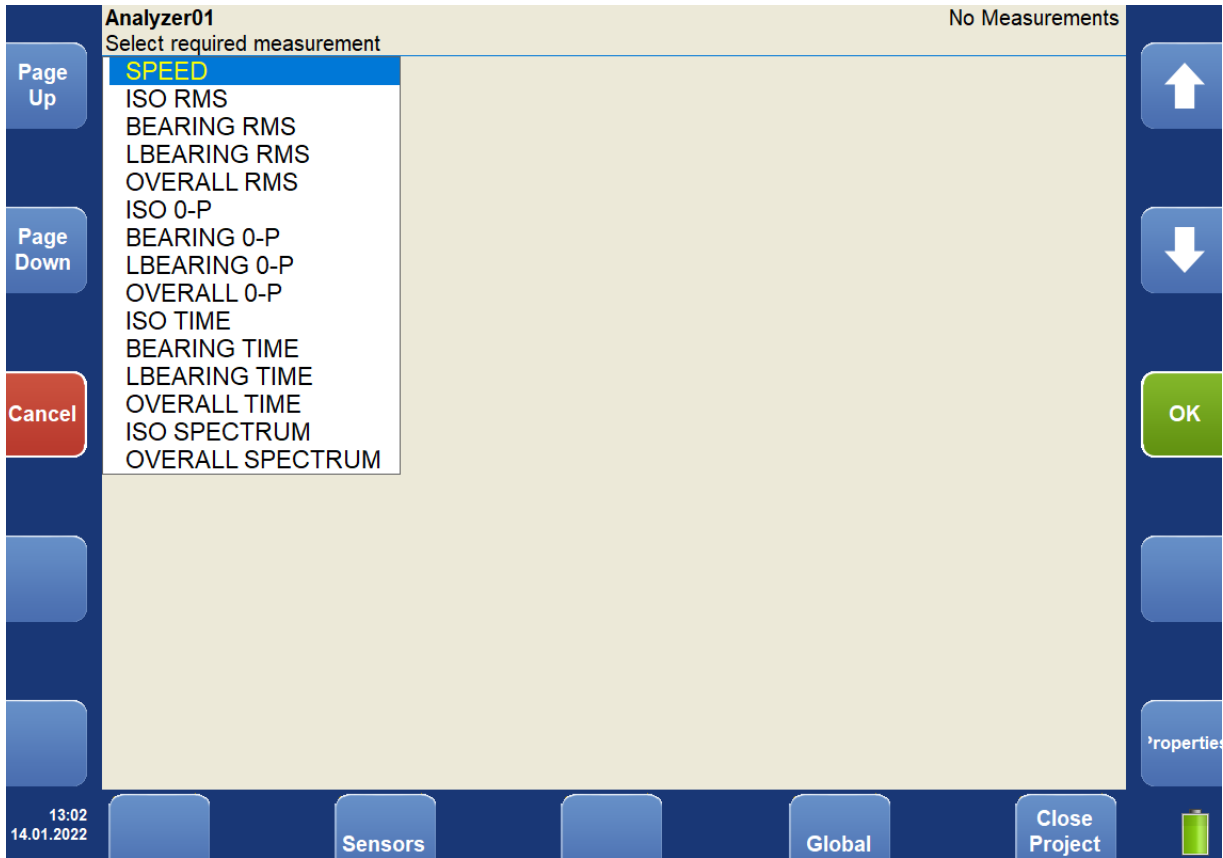 Analyzer01
No Measurements
Select required measurement
Page
Up
Page
Down
Cancel
SPEED
ISO RMS
BEARING RMS
LBEARING RMS
OVERALL RMS
ISO 0-P
BEARING 0-P
LBEARING 0-P
OVERALL 0-P
ISO TIME
BEARING TIME
LBEARING TIME
OVERALL TIME
ISO SPECTRUM
OVERALL SPECTRUM
OK
Properties
13:02
14.01.2022
Sensors
Global
Close
Project